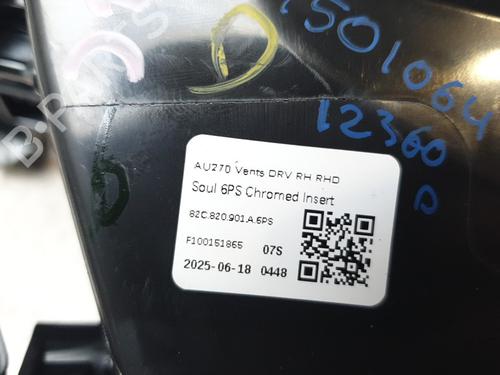 1501064
12360
D
AU270 Vents DRV RH RHD
Soul 6PS Chromed Insert
82C.820.901.A.6PS
F100151865 07S
2025-06-18 0448